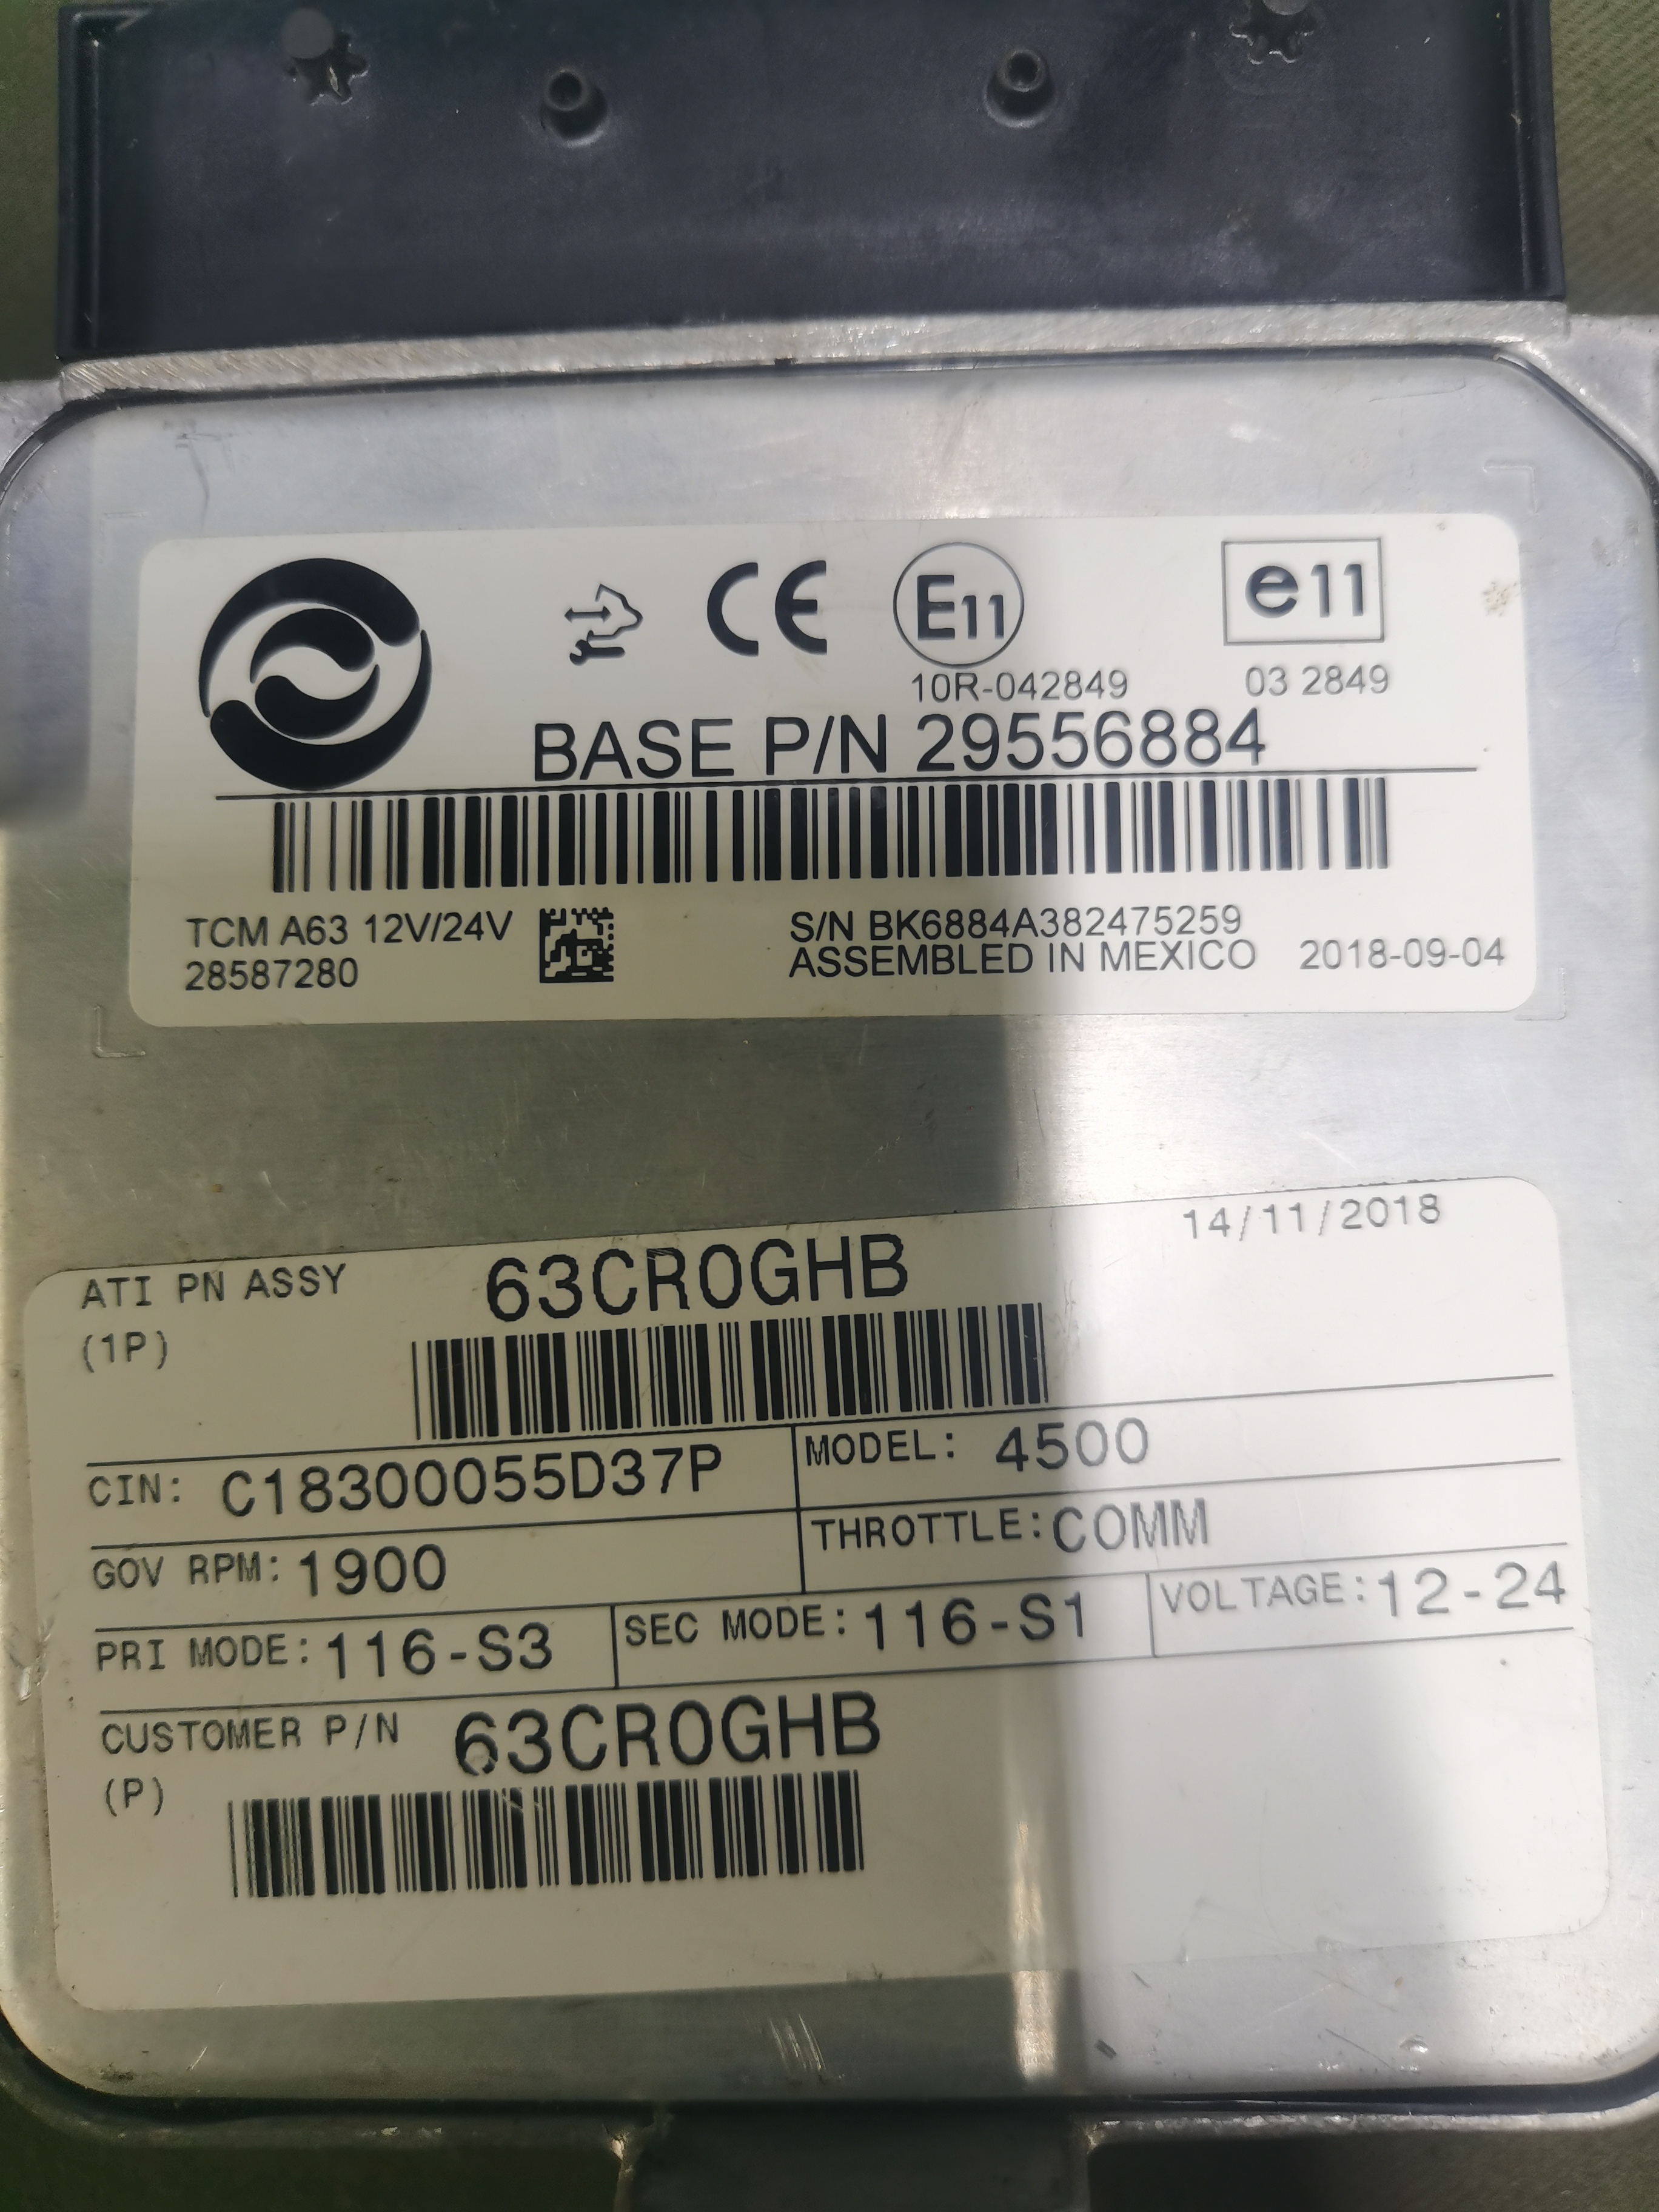 CE E11 e11
10R-042849 03 2849
BASE P/N 29556884
TCM A63 12V/24V S/N BK6884A382475259
28587280 ASSEMBLED IN MEXICO 2018-09-04
14/11/2018
ATI PN ASSY 63CR0GHB
(1P)
CIN: C18300055D37P MODEL: 4500
GOV RPM: 1900 THROTTLE: COMM
PRI MODE: 116-S3 SEC MODE: 116-S1 VOLTAGE: 12-24
CUSTOMER P/N 63CR0GHB
(P)